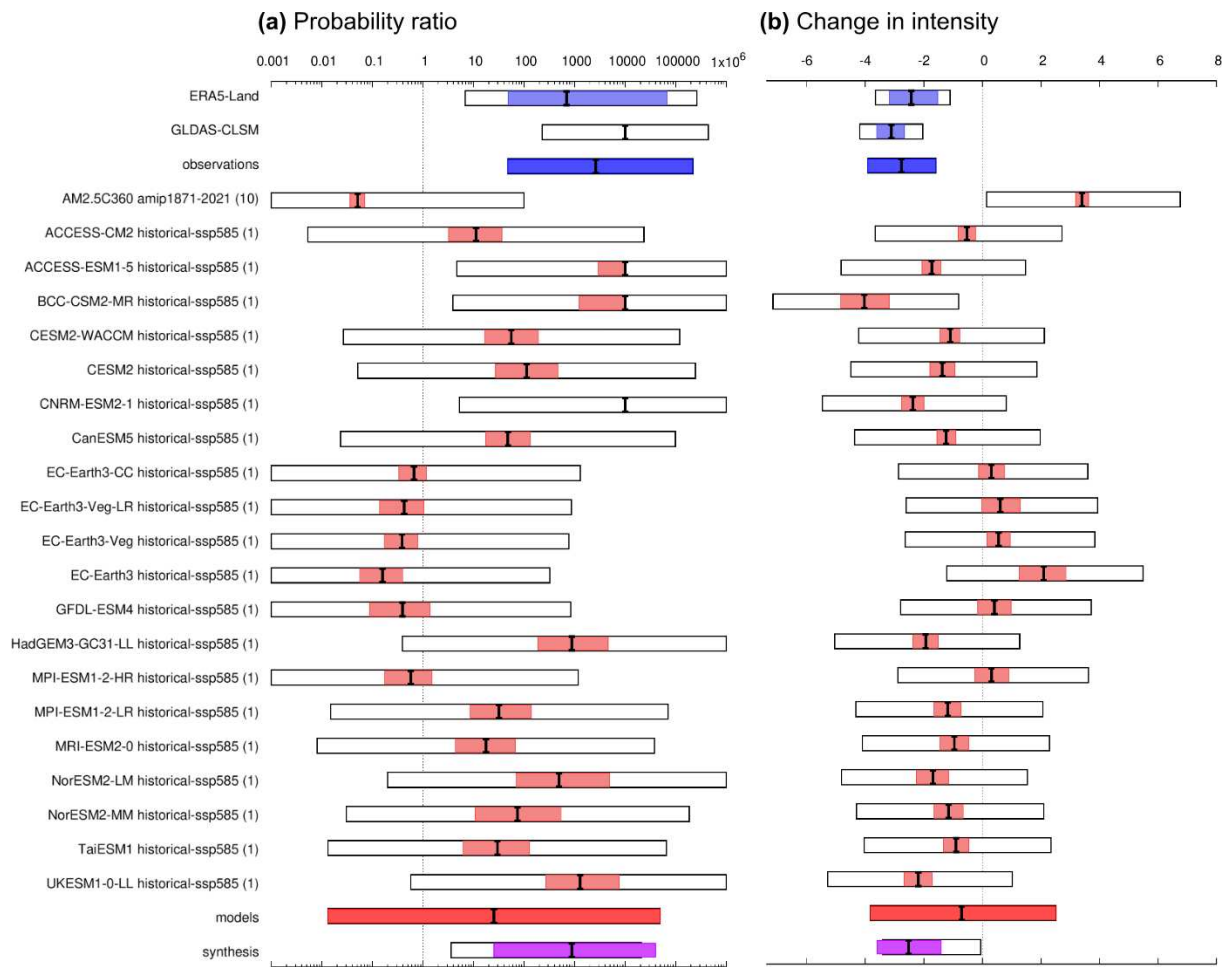 (a) Probability ratio
(b) Change in intensity
0.001 0.01 0.1 1 10 100 1000 10000 100000 1x10⁶
-6 -4 -2 0 2 4 6 8
ERA5-Land
GLDAS-CLSM
observations
AM2.5C360 amip1871-2021 (10)
ACCESS-CM2 historical-ssp585 (1)
ACCESS-ESM1-5 historical-ssp585 (1)
BCC-CSM2-MR historical-ssp585 (1)
CESM2-WACCM historical-ssp585 (1)
CESM2 historical-ssp585 (1)
CNRM-ESM2-1 historical-ssp585 (1)
CanESM5 historical-ssp585 (1)
EC-Earth3-CC historical-ssp585 (1)
EC-Earth3-Veg-LR historical-ssp585 (1)
EC-Earth3-Veg historical-ssp585 (1)
EC-Earth3 historical-ssp585 (1)
GFDL-ESM4 historical-ssp585 (1)
HadGEM3-GC31-LL historical-ssp585 (1)
MPI-ESM1-2-HR historical-ssp585 (1)
MPI-ESM1-2-LR historical-ssp585 (1)
MRI-ESM2-0 historical-ssp585 (1)
NorESM2-LM historical-ssp585 (1)
NorESM2-MM historical-ssp585 (1)
TaiESM1 historical-ssp585 (1)
UKESM1-0-LL historical-ssp585 (1)
models
synthesis